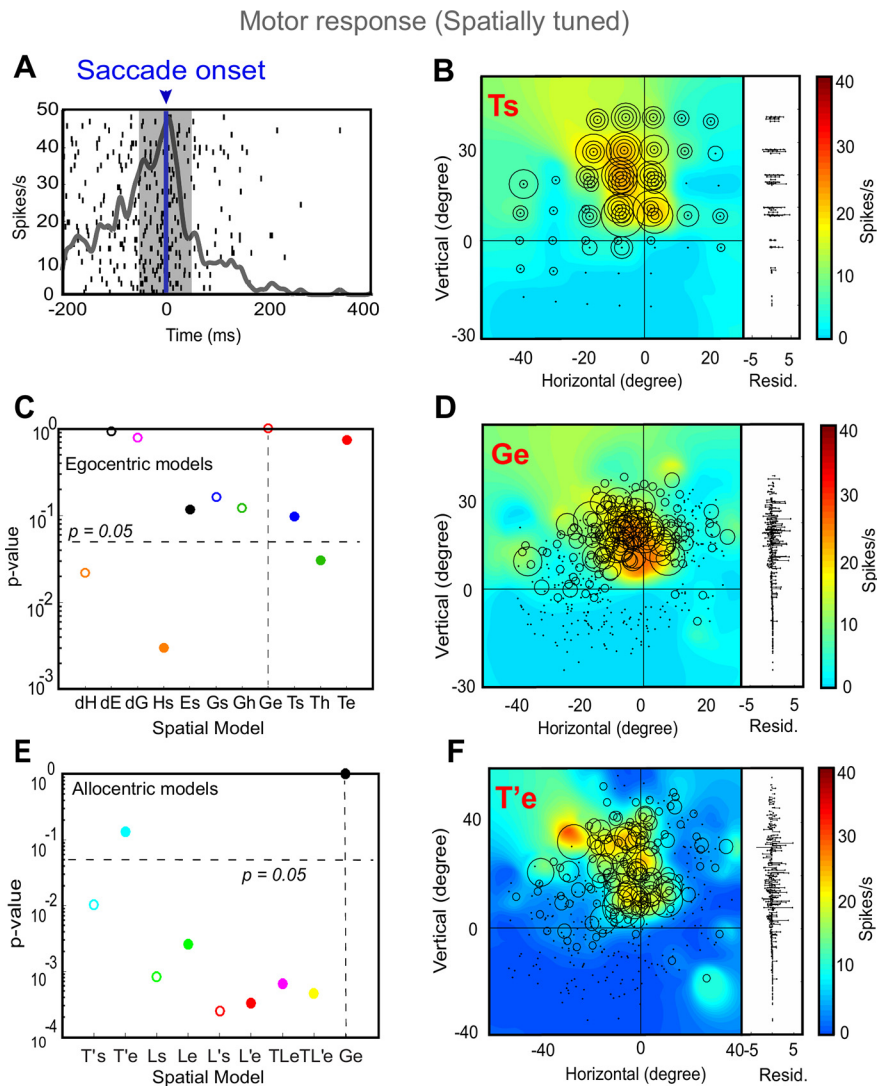 Motor response (Spatially tuned)
A
Saccade onset
Spikes/s
50
40
30
20
10
0
-200
0
200
400
Time (ms)
B
Ts
Vertical (degree)
30
0
-30
-40
-20
0
20
Horizontal (degree)
-5
5
Resid.
40
30
20
10
0
Spikes/s
C
Egocentric models
p = 0.05
p-value
10^0
10^-1
10^-2
10^-3
dH dE dG Hs Es Gs Gh Ge Ts Th Te
Spatial Model
D
Ge
Vertical (degree)
30
0
-30
-40
-20
0
20
Horizontal (degree)
-5
5
Resid.
40
30
20
10
0
Spikes/s
E
Allocentric models
p = 0.05
p-value
10^0
10^-1
10^-2
10^-3
10^-4
T's T'e Ls Le L's L'e TLe TL'e Ge
Spatial Model
F
T'e
Vertical (degree)
40
0
-40
-40
0
40
Horizontal (degree)
-5
5
Resid.
40
30
20
10
0
Spikes/s